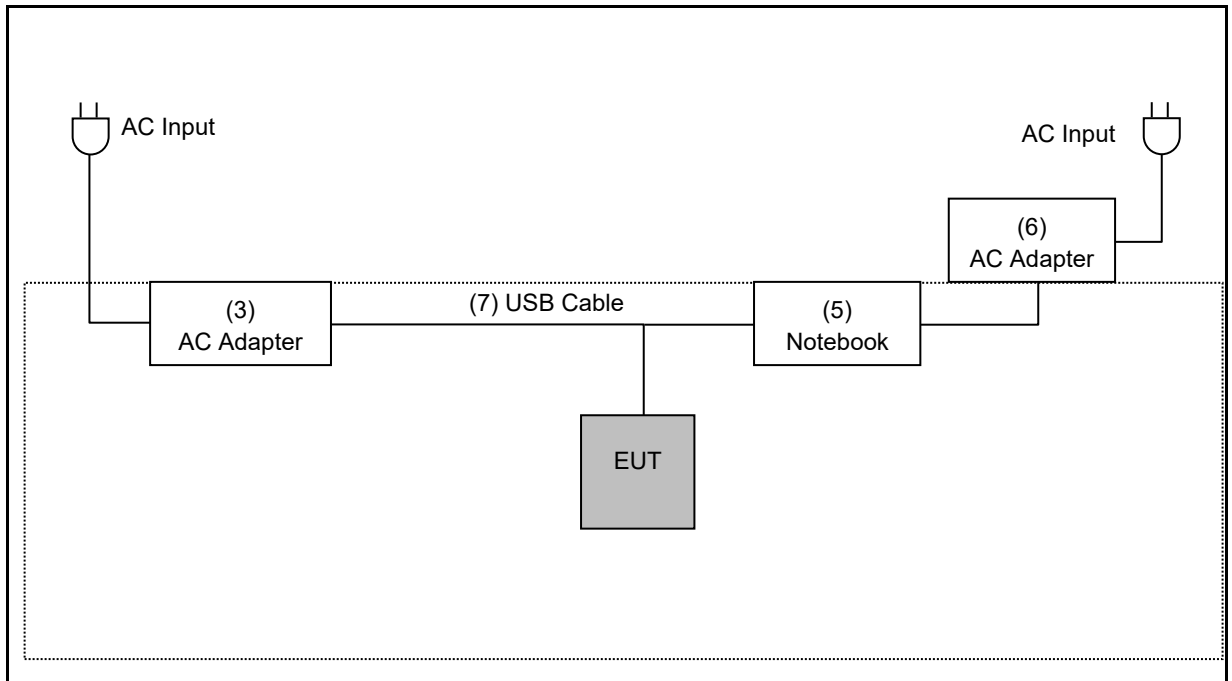 AC Input
AC Input
(6)
AC Adapter
(3)
AC Adapter
(7) USB Cable
(5)
Notebook
EUT